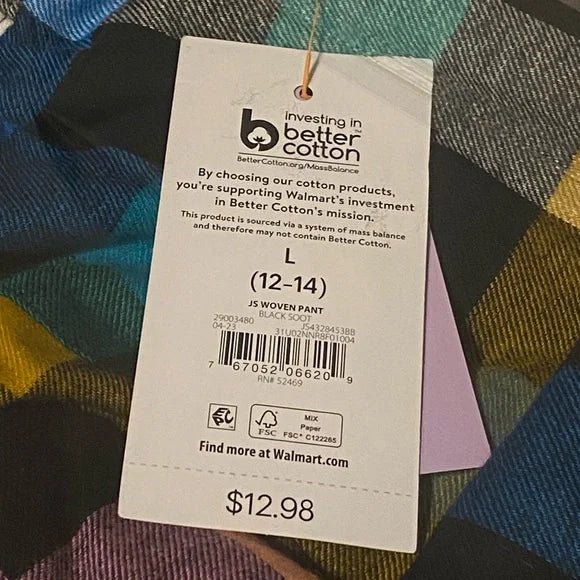 investing in
better™
cotton
BetterCotton.org/MassBalance
By choosing our cotton products,
you're supporting Walmart's investment
in Better Cotton's mission.
This product is sourced via a system of mass balance
and therefore may not contain Better Cotton.
L
(12-14)
JS WOVEN PANT
BLACK SOOT
29003480 JS4328453BB
04-23 31U02NNR8F01004
7 67052 06620 9
RN# 52469
EPC
FSC
MIX
Paper
FSC® C122265
Find more at Walmart.com
$12.98